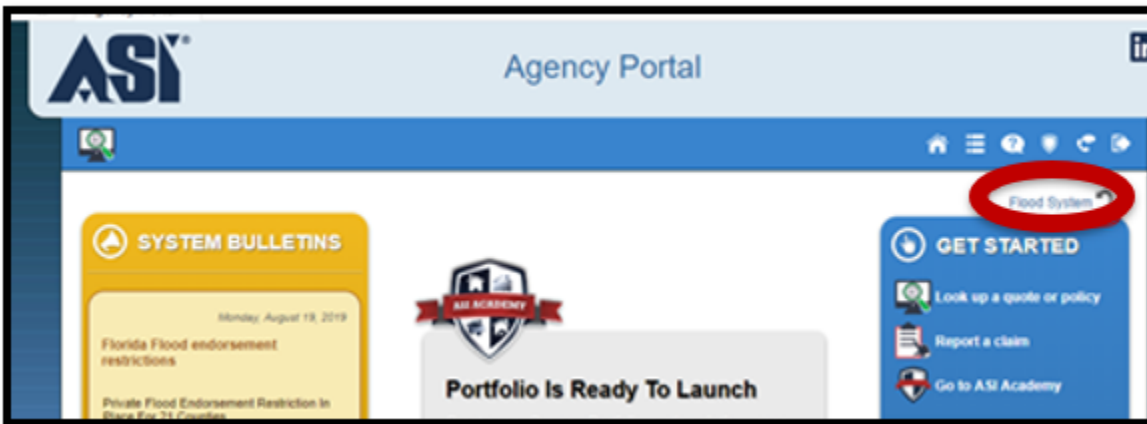 ASI
Agency Portal
in
Flood System
SYSTEM BULLETINS
Monday, August 19, 2019
Florida Flood endorsement
restrictions
Private Flood Endorsement Restriction In
Place For 21 Counties
ASI ACADEMY
Portfolio Is Ready To Launch
GET STARTED
Look up a quote or policy
Report a claim
Go to ASI Academy